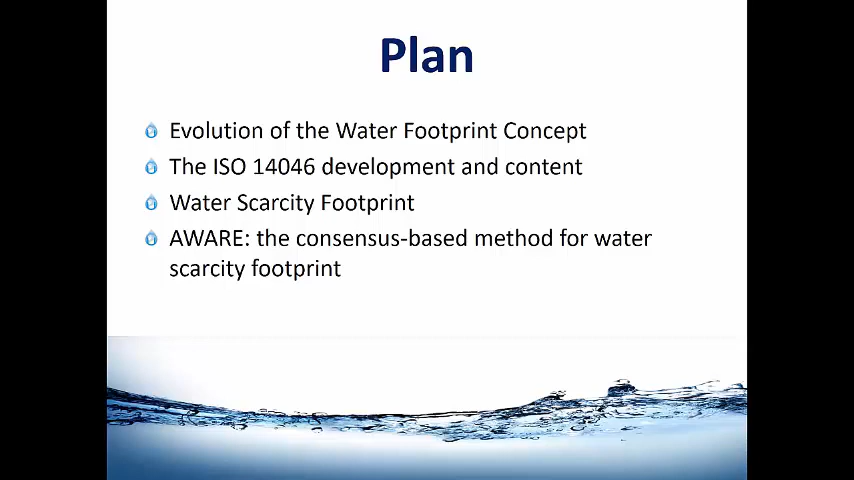 Plan
Evolution of the Water Footprint Concept
The ISO 14046 development and content
Water Scarcity Footprint
AWARE: the consensus-based method for water
scarcity footprint